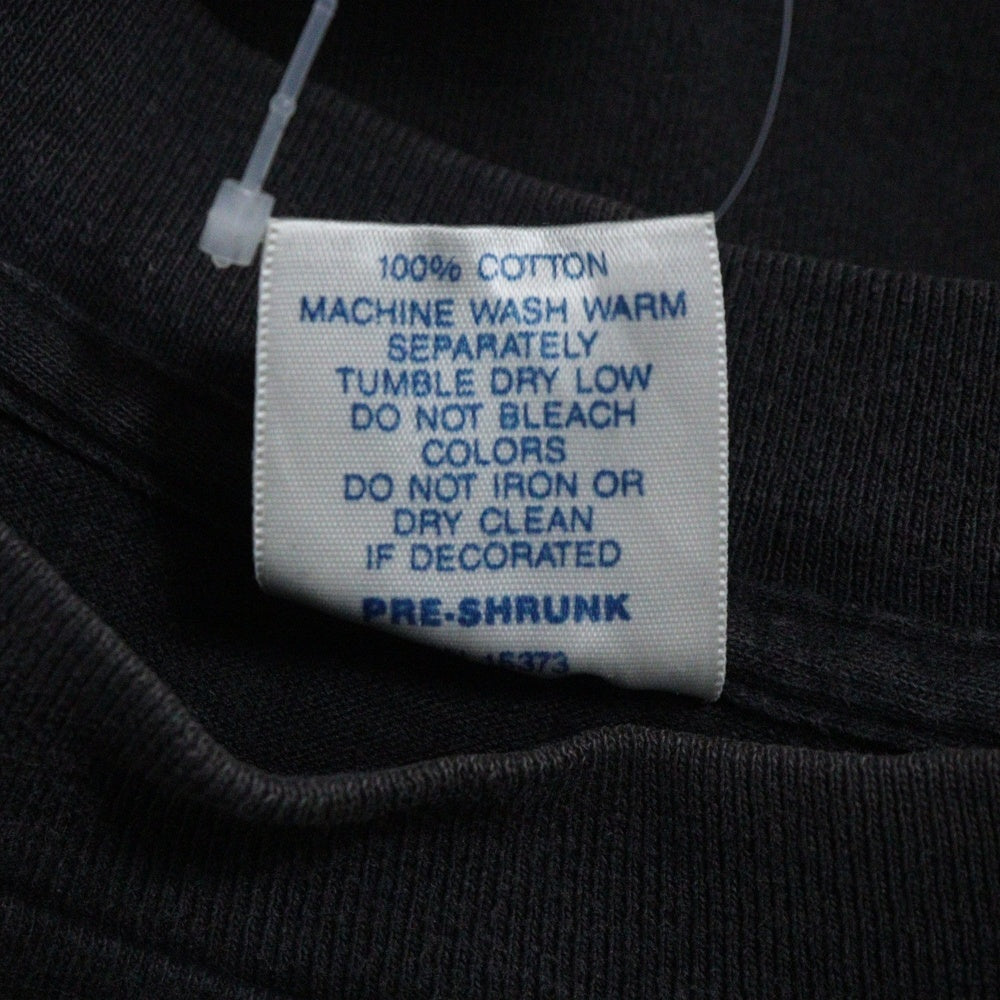 100% COTTON
MACHINE WASH WARM
SEPARATELY
TUMBLE DRY LOW
DO NOT BLEACH
COLORS
DO NOT IRON OR
DRY CLEAN
IF DECORATED
PRE-SHRUNK
15373